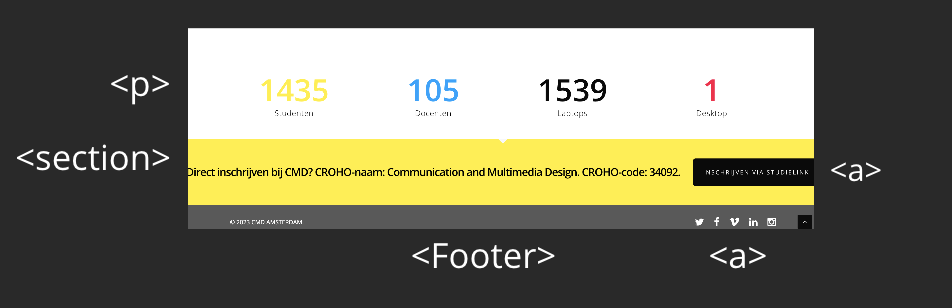 <p>
1435 105 1539 1
Studenten Docenten Laptops Desktop
<section>
Direct inschrijven bij CMD? CROHO-naam: Communication and Multimedia Design. CROHO-code: 34092.
INSCHRIJVEN VIA STUDIELINK
<a>
© 2023 CMD AMSTERDAM
<Footer>
<a>